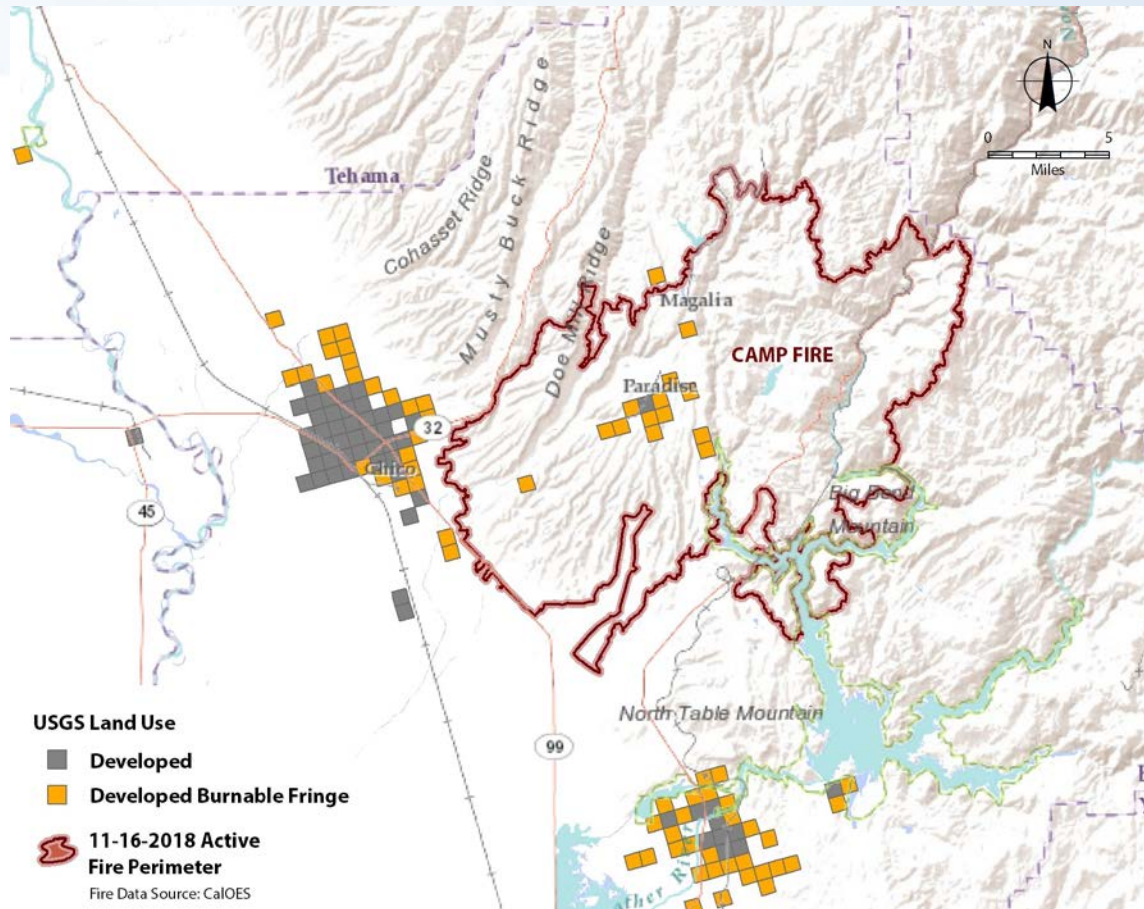 N
0 5
Miles
Tehama
Cohasset Ridge
Musty Buck Ridge
Doe Mill Ridge
Magalia
CAMP FIRE
Paradise
32
Chico
45
Big Bend
Mountain
North Table Mountain
99
USGS Land Use
Developed
Developed Burnable Fringe
11-16-2018 Active
Fire Perimeter
Fire Data Source: CalOES